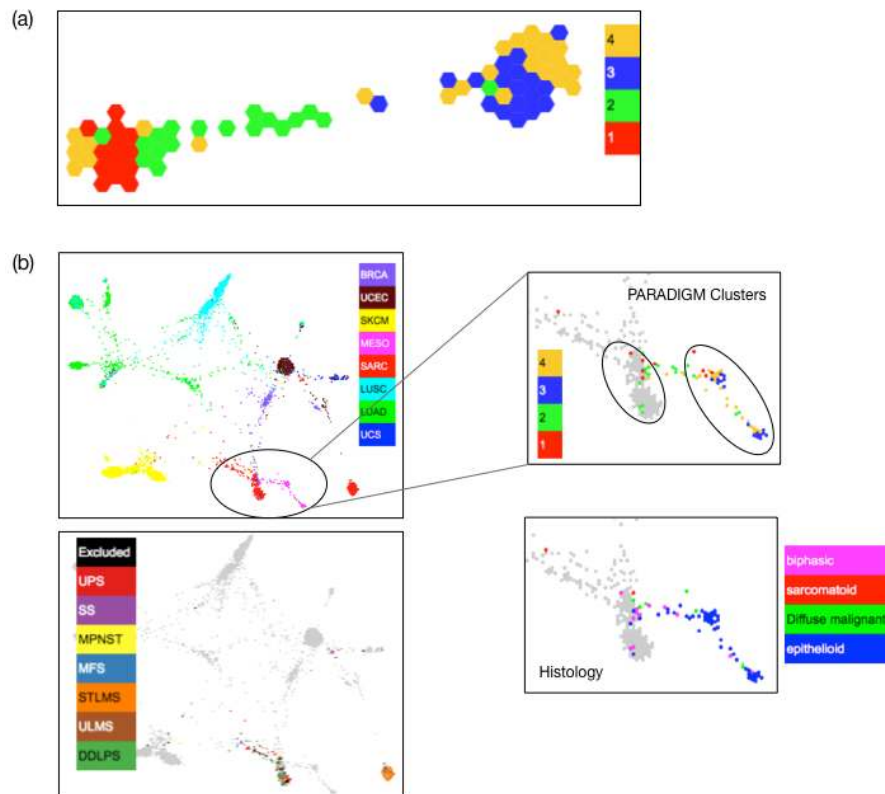 (a)
4
3
2
1
(b)
BRCA
UCEC
SKCM
MESO
SARC
LUSC
LUAD
UCS
PARADIGM Clusters
4
3
2
1
Excluded
UPS
SS
MPNST
MFS
STLMS
ULMS
DDLPS
Histology
biphasic
sarcomatoid
Diffuse malignant
epithelioid